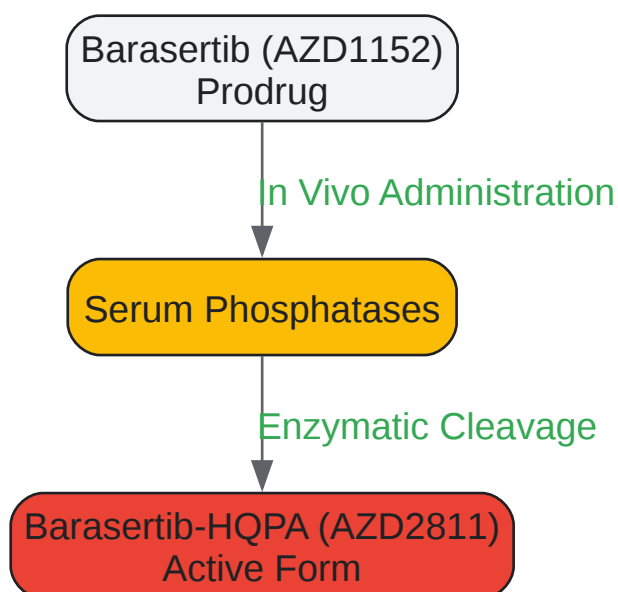 Barasertib (AZD1152)
Prodrug
In Vivo Administration
Serum Phosphatases
Enzymatic Cleavage
Barasertib-HQPA (AZD2811)
Active Form